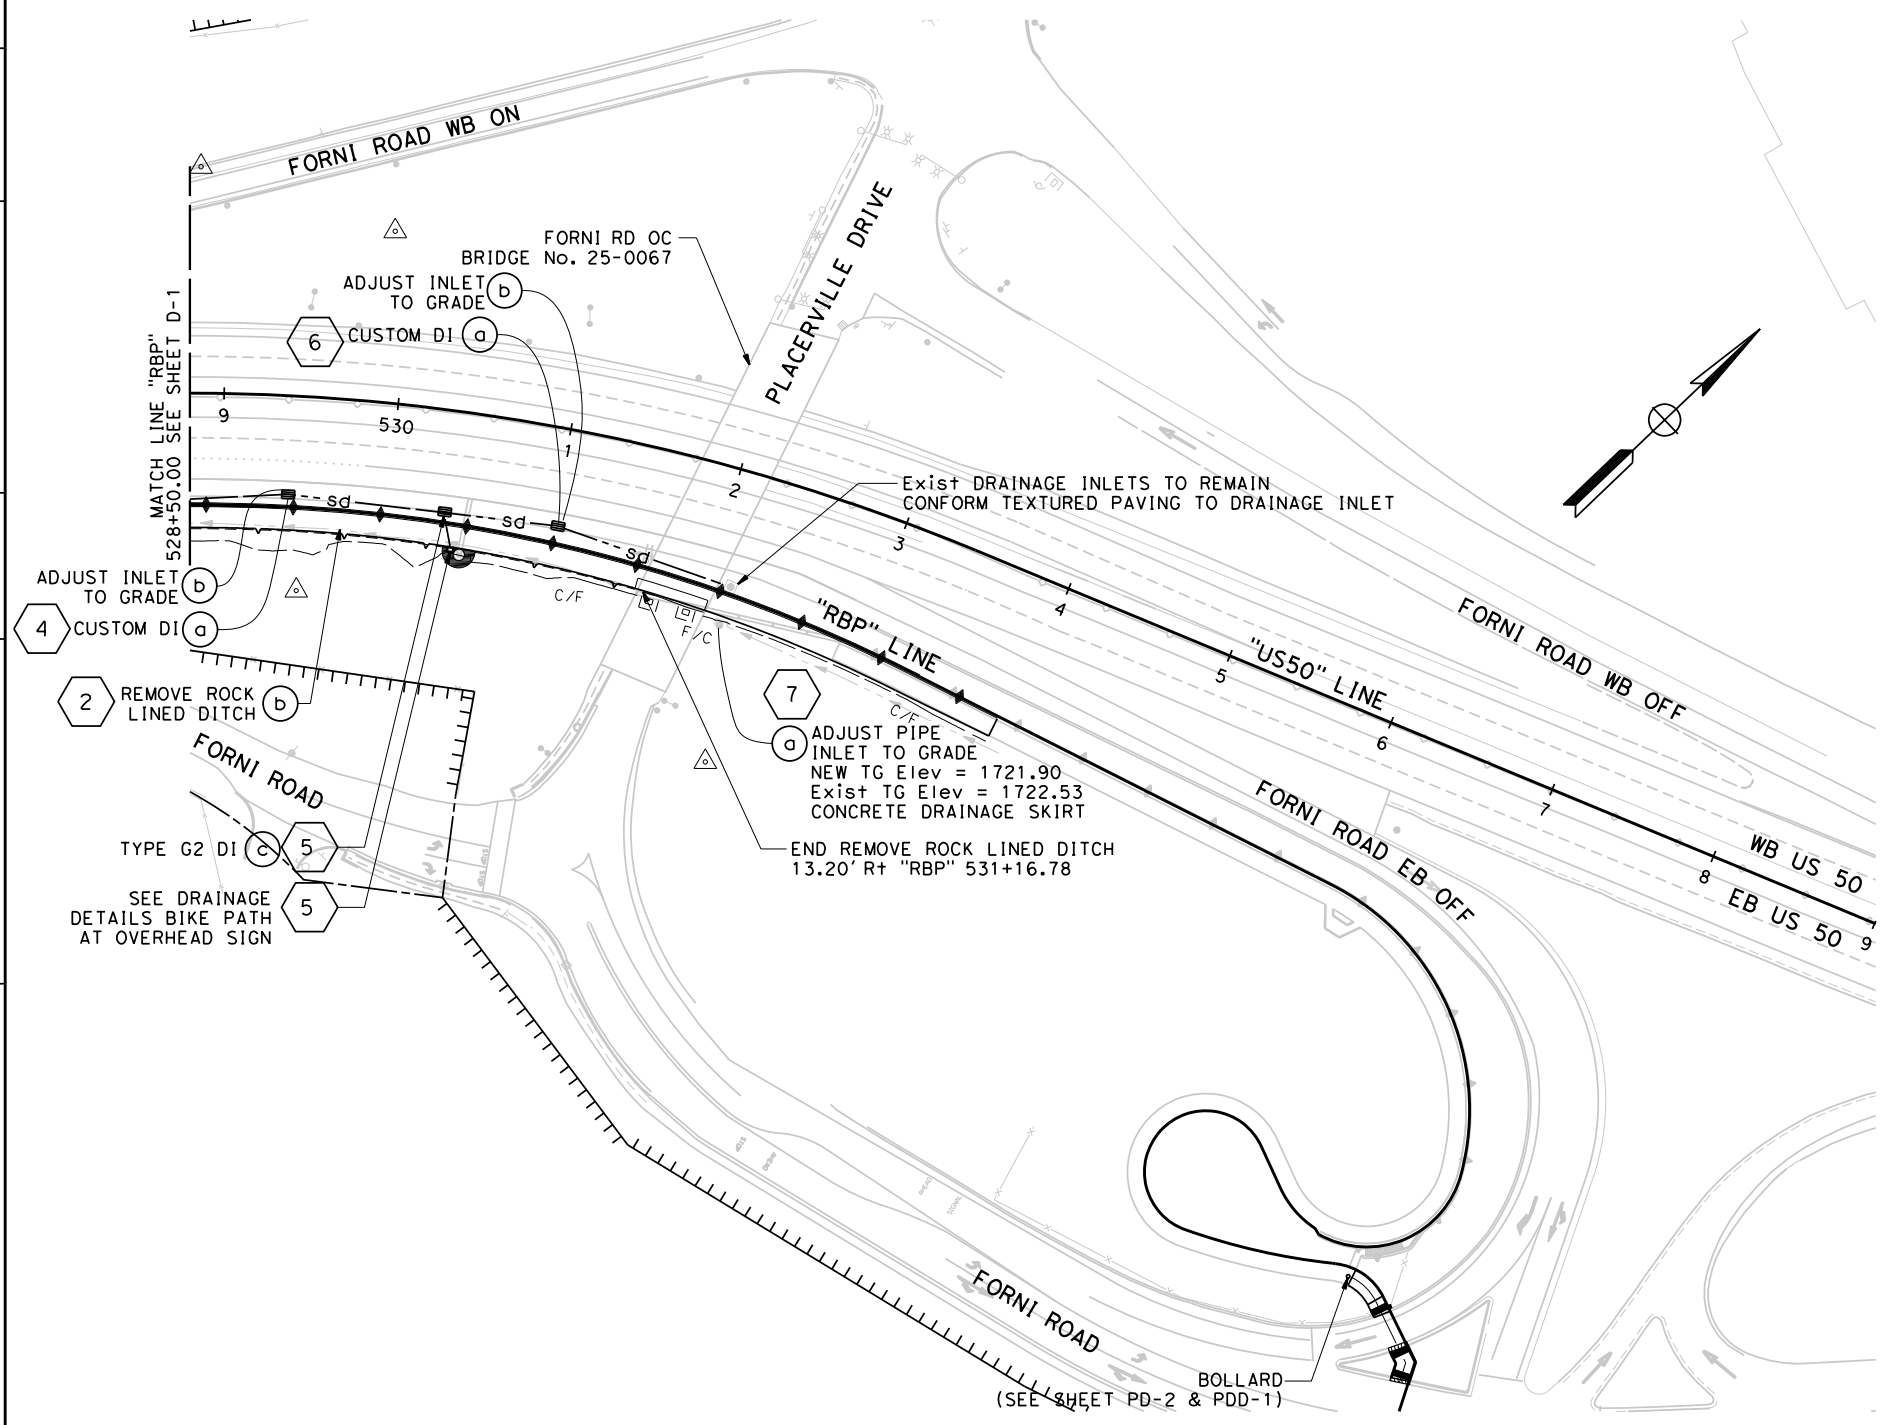 FORNI ROAD WB ON
PLACERVILLE DRIVE
FORNI RD OC
BRIDGE No. 25-0067
ADJUST INLET
TO GRADE
b
6
CUSTOM DI
a
MATCH LINE "RBP"
528+50.00 SEE SHEET D-1
9
530
1
2
3
4
5
6
7
8
9
Exist DRAINAGE INLETS TO REMAIN
CONFORM TEXTURED PAVING TO DRAINAGE INLET
sd
sd
sd
C/F
F/C
C/F
ADJUST INLET
TO GRADE
b
4
CUSTOM DI
a
2
REMOVE ROCK
LINED DITCH
b
"RBP" LINE
"US50" LINE
FORNI ROAD WB OFF
7
a
ADJUST PIPE
INLET TO GRADE
NEW TG Elev = 1721.90
Exist TG Elev = 1722.53
CONCRETE DRAINAGE SKIRT
FORNI ROAD
FORNI ROAD EB OFF
WB US 50
EB US 50
TYPE G2 DI
c
5
END REMOVE ROCK LINED DITCH
13.20' Rt "RBP" 531+16.78
SEE DRAINAGE
DETAILS BIKE PATH
AT OVERHEAD SIGN
5
STOP
STOP
STOP
AHEAD
AHEAD
SIGNAL
FORNI ROAD
BOLLARD
(SEE SHEET PD-2 & PDD-1)